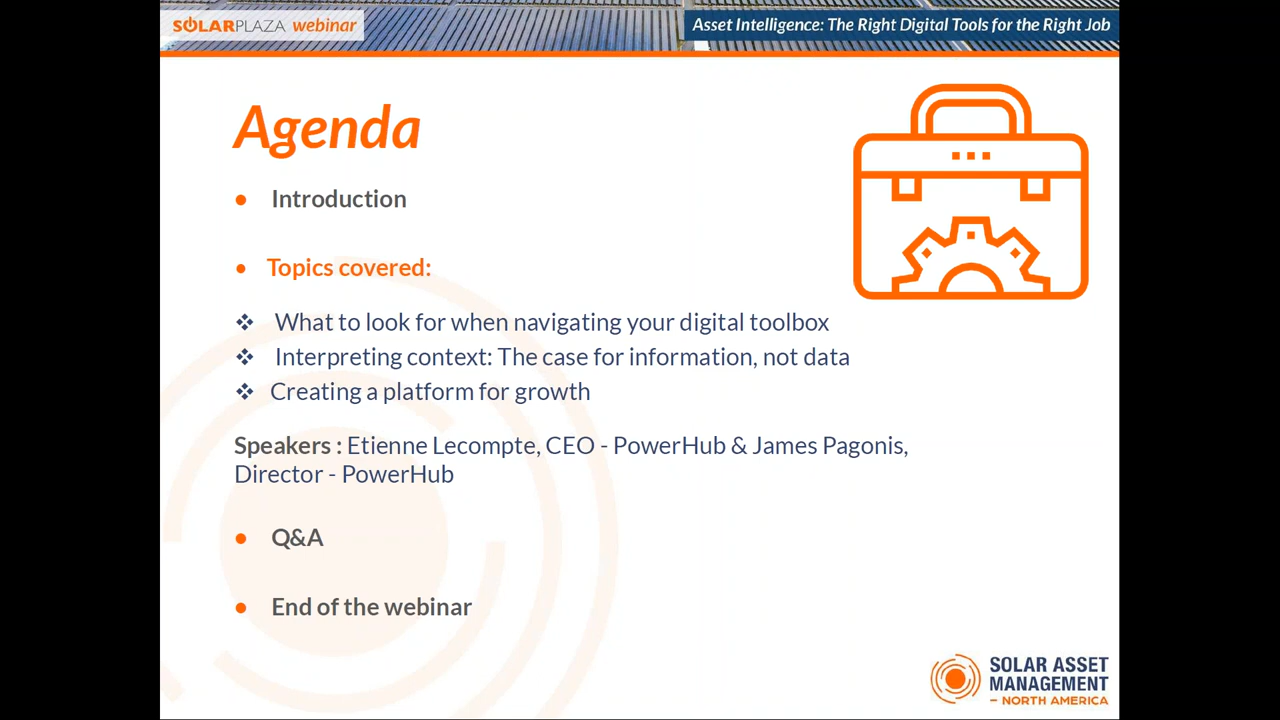 SOLARPLAZA webinar
Asset Intelligence: The Right Digital Tools for the Right Job
Agenda
• Introduction
• Topics covered:
❖ What to look for when navigating your digital toolbox
❖ Interpreting context: The case for information, not data
❖ Creating a platform for growth
Speakers : Etienne Lecompte, CEO - PowerHub & James Pagonis,
Director - PowerHub
• Q&A
• End of the webinar
SOLAR ASSET
MANAGEMENT
– NORTH AMERICA